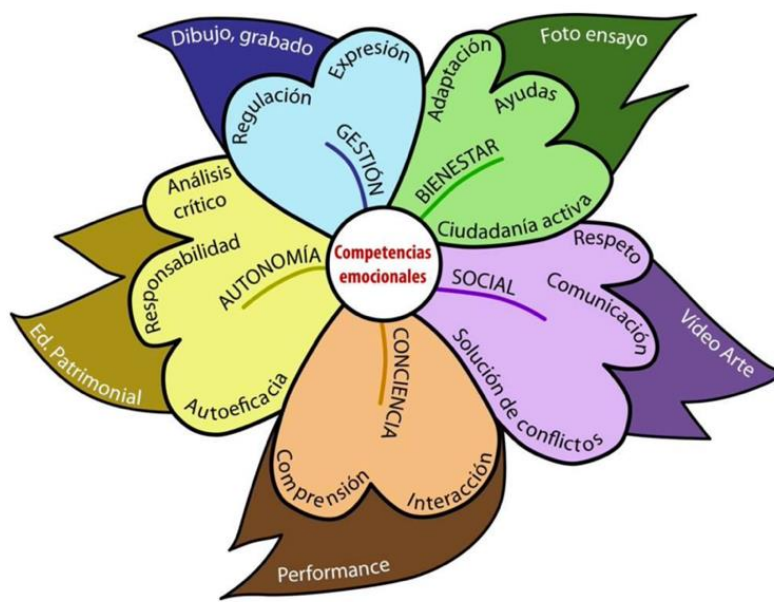 Competencias
emocionales
Dibujo, grabado
Regulación
Expresión
GESTIÓN
Foto ensayo
Adaptación
Ayudas
Ciudadanía activa
BIENESTAR
Vídeo Arte
Respeto
Comunicación
Solución de conflictos
SOCIAL
Performance
Comprensión
Interacción
CONCIENCIA
Ed. Patrimonial
Análisis
crítico
Responsabilidad
Autoeficacia
AUTONOMÍA